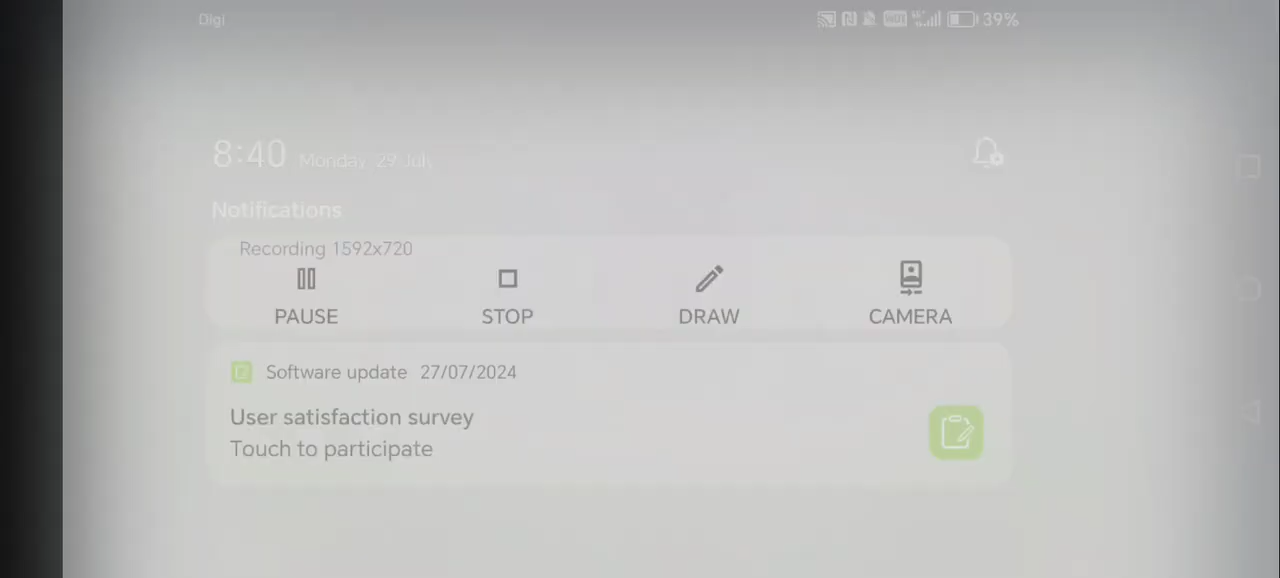 Digi
39%
8:40 Monday, 29 July
Notifications
Recording 1592x720
PAUSE STOP DRAW CAMERA
Software update 27/07/2024
User satisfaction survey
Touch to participate